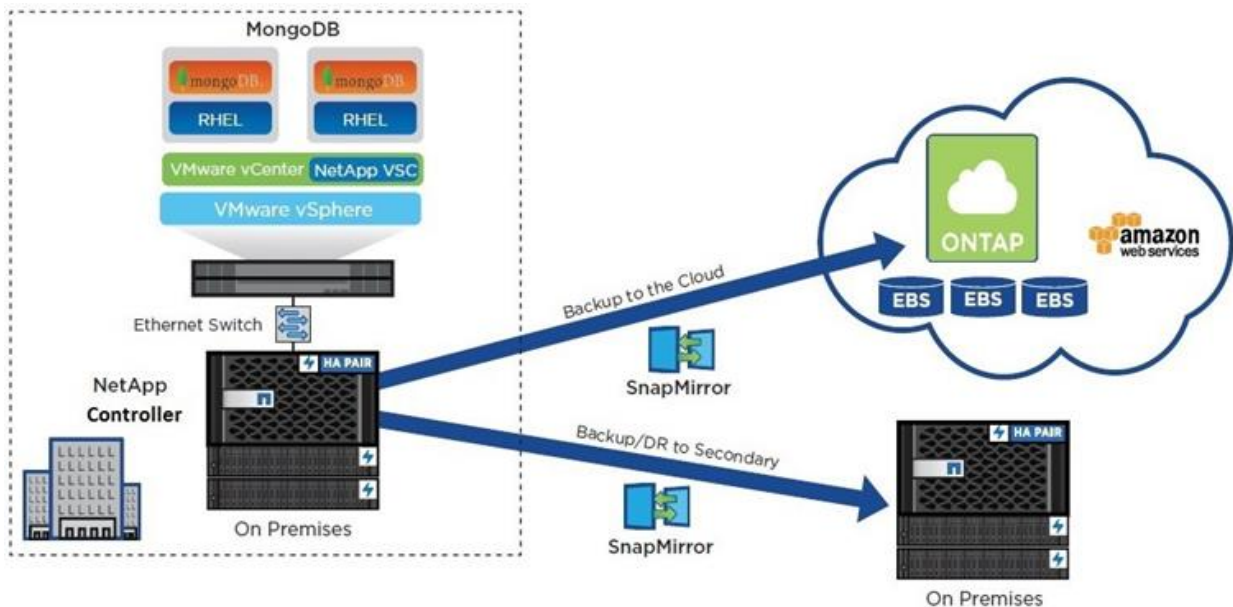 MongoDB
mongoDB
mongoDB
RHEL
RHEL
VMware vCenter
NetApp VSC
VMware vSphere
Ethernet Switch
HA PAIR
NetApp
Controller
On Premises
Backup to the Cloud
SnapMirror
ONTAP
amazon
web services
EBS
EBS
EBS
Backup/DR to Secondary
SnapMirror
HA PAIR
On Premises